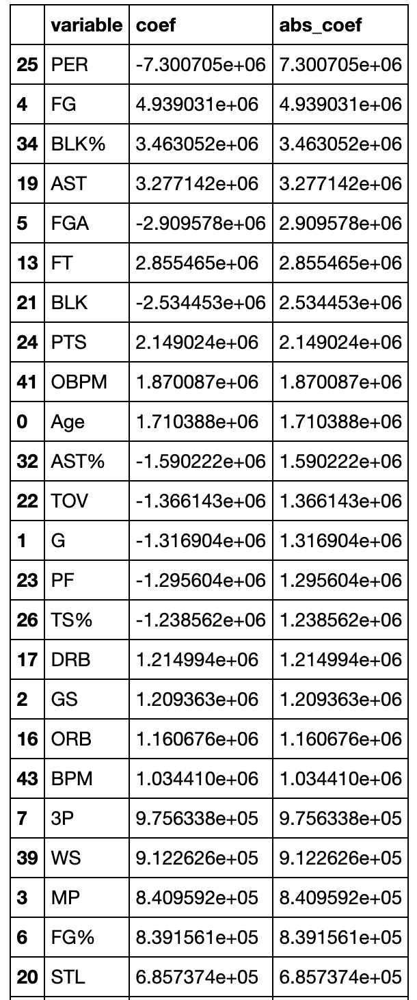 variable coef abs_coef
25 PER -7.300705e+06 7.300705e+06
4 FG 4.939031e+06 4.939031e+06
34 BLK% 3.463052e+06 3.463052e+06
19 AST 3.277142e+06 3.277142e+06
5 FGA -2.909578e+06 2.909578e+06
13 FT 2.855465e+06 2.855465e+06
21 BLK -2.534453e+06 2.534453e+06
24 PTS 2.149024e+06 2.149024e+06
41 OBPM 1.870087e+06 1.870087e+06
0 Age 1.710388e+06 1.710388e+06
32 AST% -1.590222e+06 1.590222e+06
22 TOV -1.366143e+06 1.366143e+06
1 G -1.316904e+06 1.316904e+06
23 PF -1.295604e+06 1.295604e+06
26 TS% -1.238562e+06 1.238562e+06
17 DRB 1.214994e+06 1.214994e+06
2 GS 1.209363e+06 1.209363e+06
16 ORB 1.160676e+06 1.160676e+06
43 BPM 1.034410e+06 1.034410e+06
7 3P 9.756338e+05 9.756338e+05
39 WS 9.122626e+05 9.122626e+05
3 MP 8.409592e+05 8.409592e+05
6 FG% 8.391561e+05 8.391561e+05
20 STL 6.857374e+05 6.857374e+05